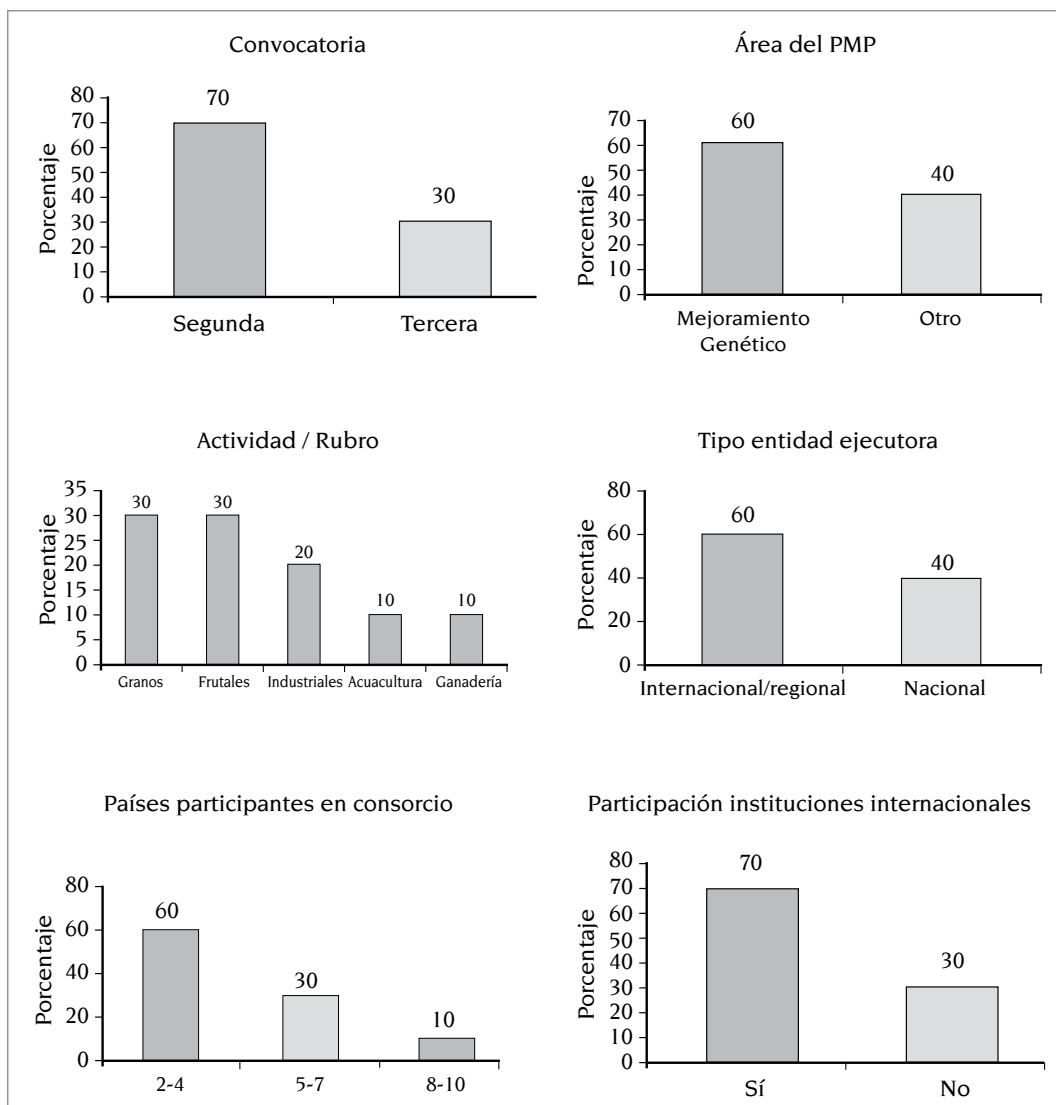 Convocatoria
Porcentaje
80
70
60
50
40
30
20
10
0
70
30
Segunda
Tercera
Área del PMP
Porcentaje
70
60
50
40
30
20
10
0
60
40
Mejoramiento
Genético
Otro
Actividad / Rubro
Porcentaje
35
30
25
20
15
10
5
0
30
30
20
10
10
Granos
Frutales
Industriales
Acuacultura
Ganadería
Tipo entidad ejecutora
Porcentaje
80
60
40
20
0
60
40
Internacional/regional
Nacional
Países participantes en consorcio
Porcentaje
80
60
40
20
0
60
30
10
2-4
5-7
8-10
Participación instituciones internacionales
Porcentaje
80
70
60
50
40
30
20
10
0
70
30
Sí
No